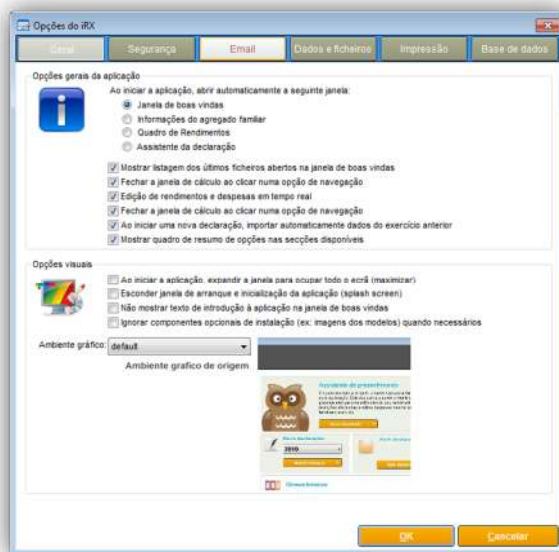 Opções do iRX
Geral Segurança Email Dados e ficheiros Impressão Base de dados
Opções gerais da aplicação
Ao iniciar a aplicação, abrir automaticamente a seguinte janela:
Janela de boas vindas
Informações do agregado familiar
Quadro de Rendimentos
Assistente da declaração
Mostrar listagem dos últimos ficheiros abertos na janela de boas vindas
Fechar a janela de cálculo ao clicar numa opção de navegação
Edição de rendimentos e despesas em tempo real
Fechar a janela de cálculo ao clicar numa opção de navegação
Ao iniciar uma nova declaração, importar automaticamente dados do exercício anterior
Mostrar quadro de resumo de opções nas secções disponíveis
Opções visuais
Ao iniciar a aplicação, expandir a janela para ocupar todo o ecrã (maximizar)
Esconder janela de arranque e inicialização da aplicação (splash screen)
Não mostrar texto de introdução à aplicação na janela de boas vindas
Ignorar componentes opcionais de instalação (ex: imagens dos modelos) quando necessários
Ambiente gráfico: default
Ambiente grafico de origem
Assistente de preenchimento
2010
OK Cancelar